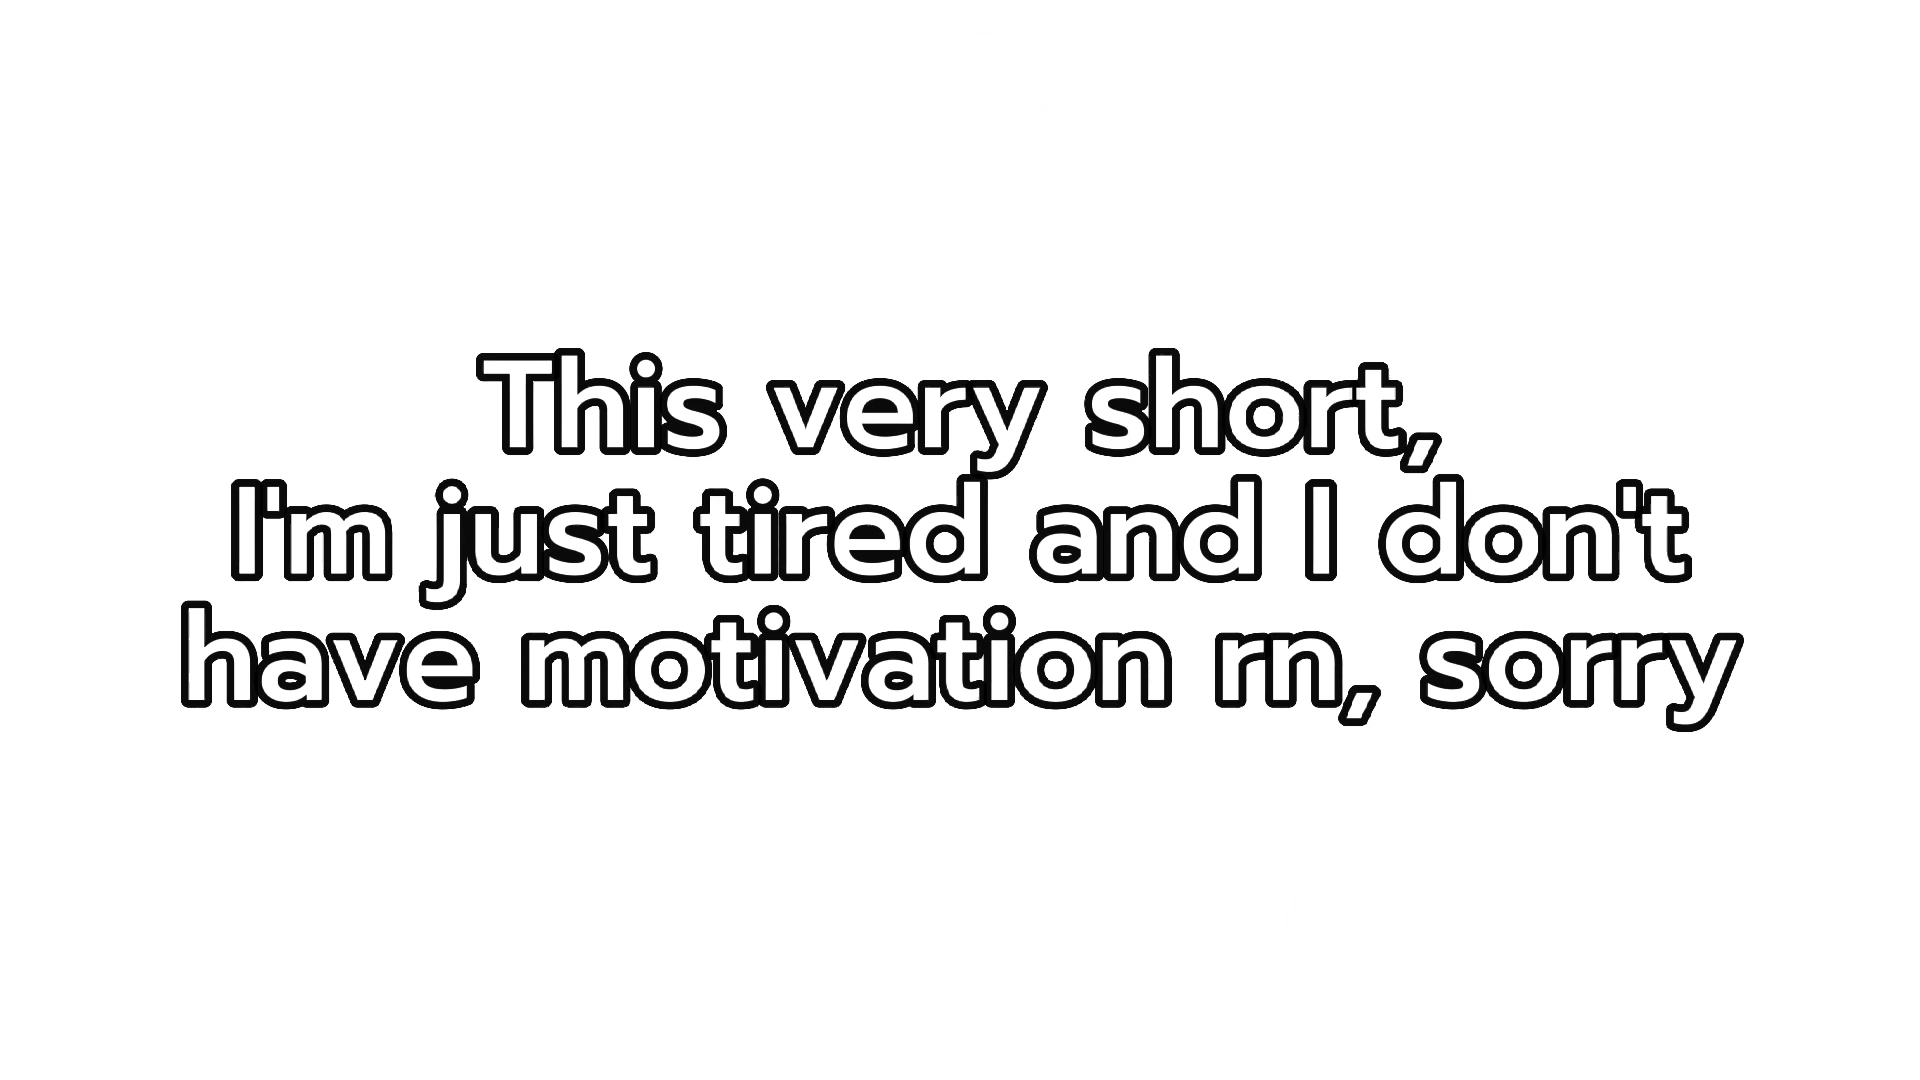 This very short,
I'm just tired and I don't
have motivation rn, sorry